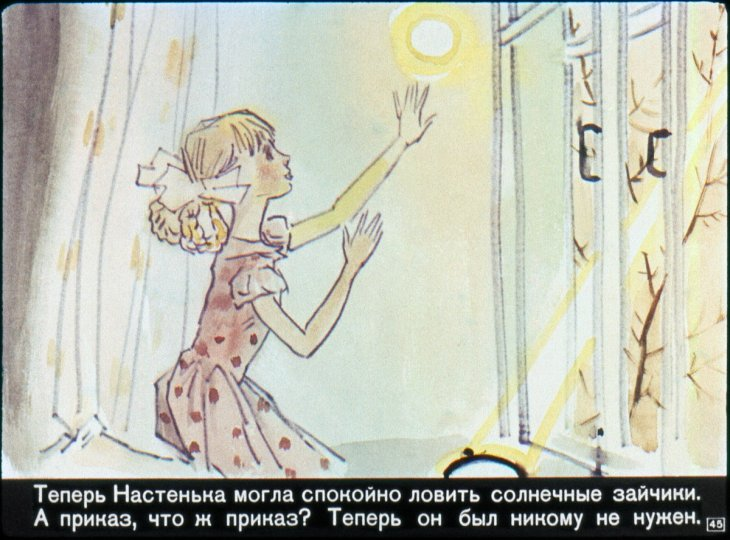 Теперь Настенька могла спокойно ловить солнечные зайчики.
А приказ, что ж приказ? Теперь он был никому не нужен.
45